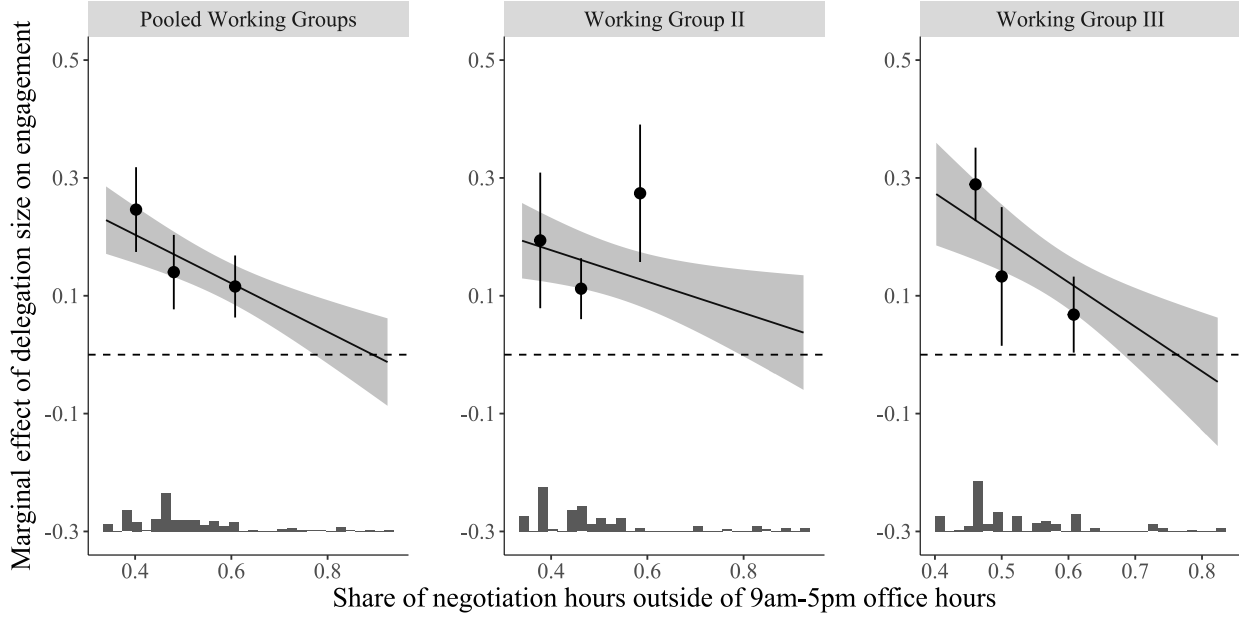 Pooled Working Groups
Working Group II
Working Group III
Marginal effect of delegation size on engagement
0.5
0.3
0.1
-0.1
-0.3
0.4 0.6 0.8
0.5
0.3
0.1
-0.1
-0.3
0.4 0.6 0.8
0.5
0.3
0.1
-0.1
-0.3
0.4 0.5 0.6 0.7 0.8
Share of negotiation hours outside of 9am-5pm office hours